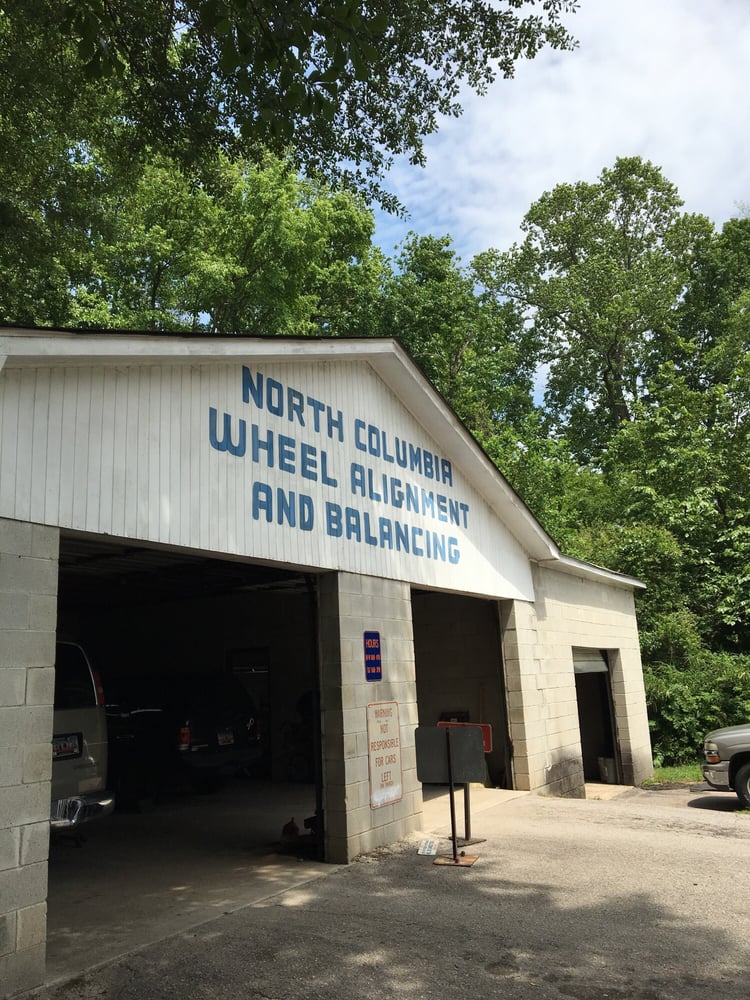 NORTH COLUMBIA
WHEEL ALIGNMENT
AND BALANCING
HOURS
WARNING
NOT
RESPONSIBLE
FOR CARS
LEFT